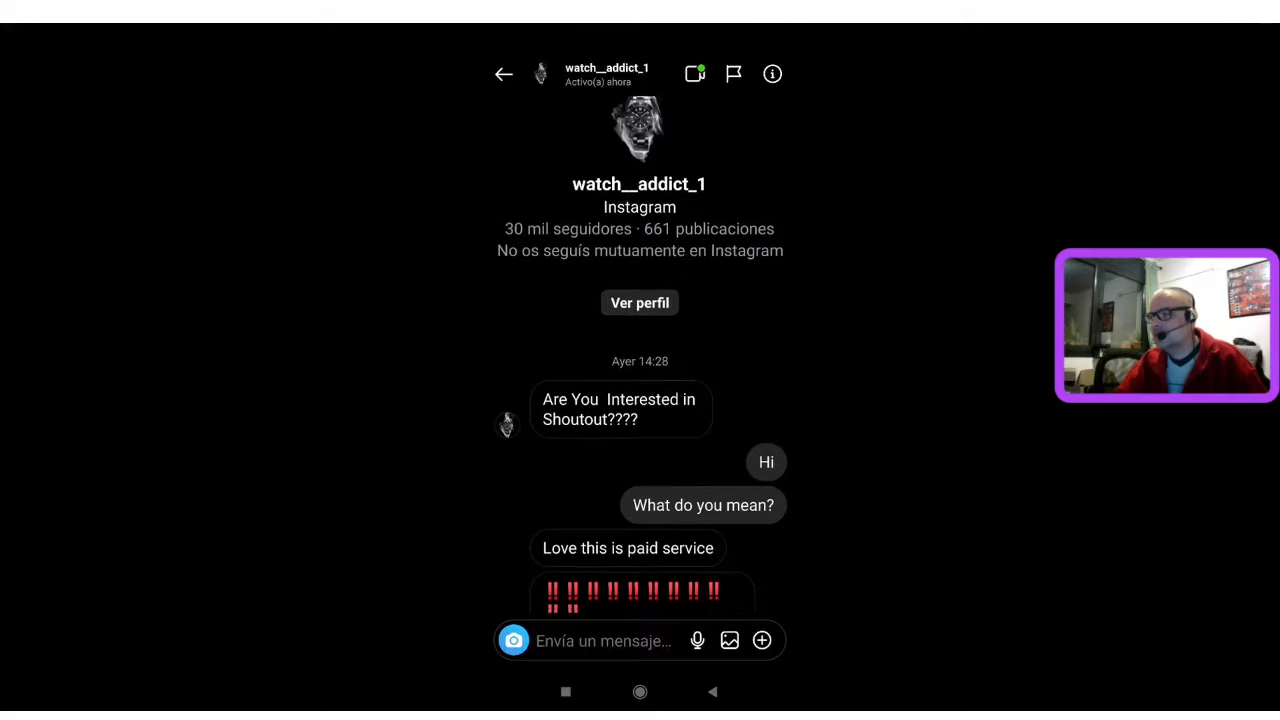 watch__addict_1
Activo(a) ahora
watch__addict_1
Instagram
30 mil seguidores · 661 publicaciones
No os seguís mutuamente en Instagram
Ver perfil
Ayer 14:28
Are You Interested in
Shoutout????
Hi
What do you mean?
Love this is paid service
‼️‼️‼️‼️‼️‼️‼️‼️‼️
‼️‼️
Envía un mensaje...